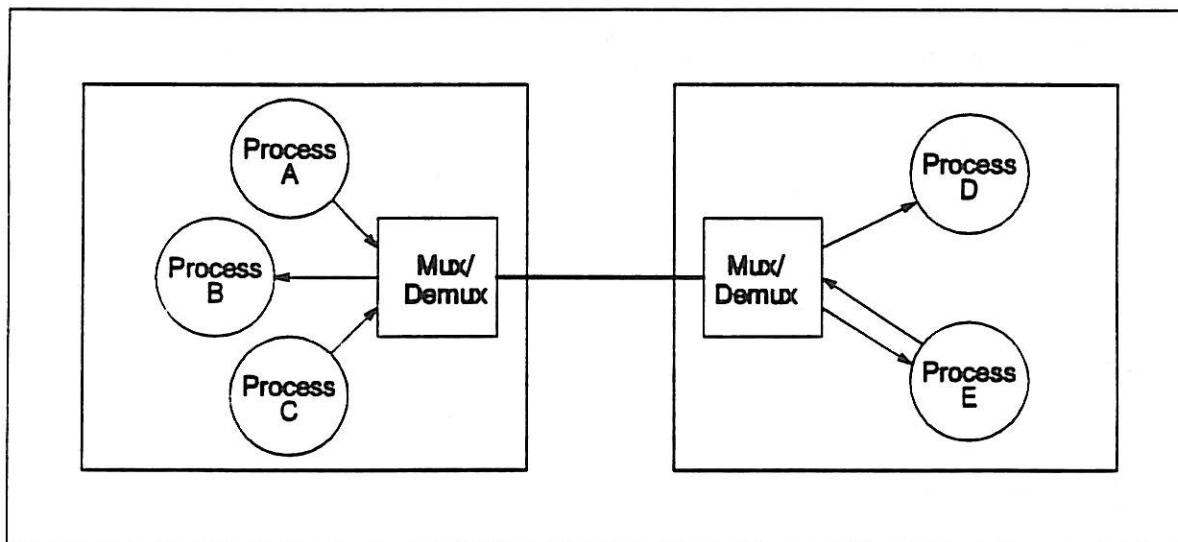 Process
A
Process
B
Process
C
Mux/
Demux
Mux/
Demux
Process
D
Process
E